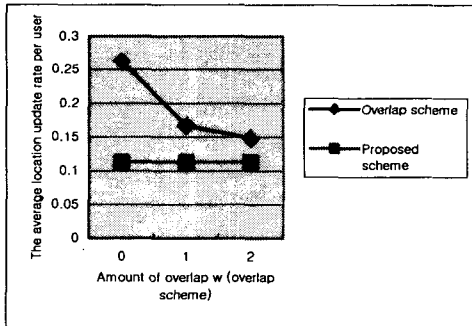 The average location update rate per user
0.3
0.25
0.2
0.15
0.1
0.05
0
0 1 2
Amount of overlap w (overlap
scheme)
Overlap scheme
Proposed
scheme